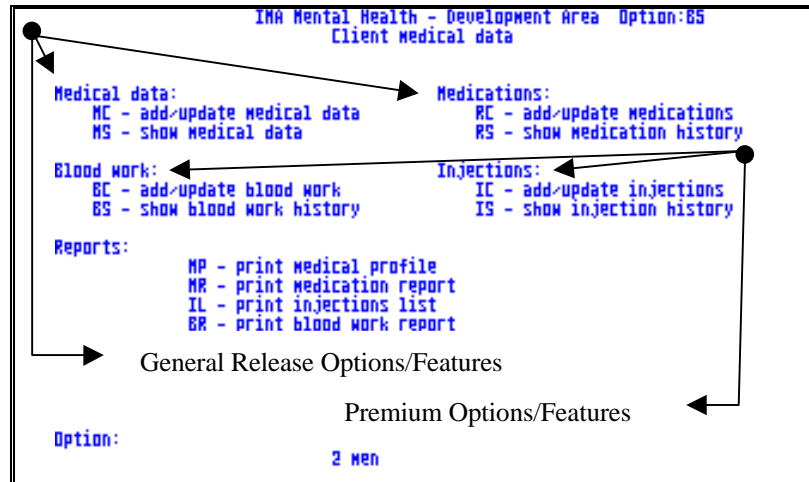 IMA Mental Health - Development Area Option:BS
Client medical data
Medical data: Medications:
MC - add/update medical data RC - add/update medications
MS - show medical data RS - show medication history
Blood work: Injections:
BC - add/update blood work IC - add/update injections
BS - show blood work history IS - show injection history
Reports:
MP - print medical profile
MR - print medication report
IL - print injections list
BR - print blood work report
General Release Options/Features
Premium Options/Features
Option:
2 men